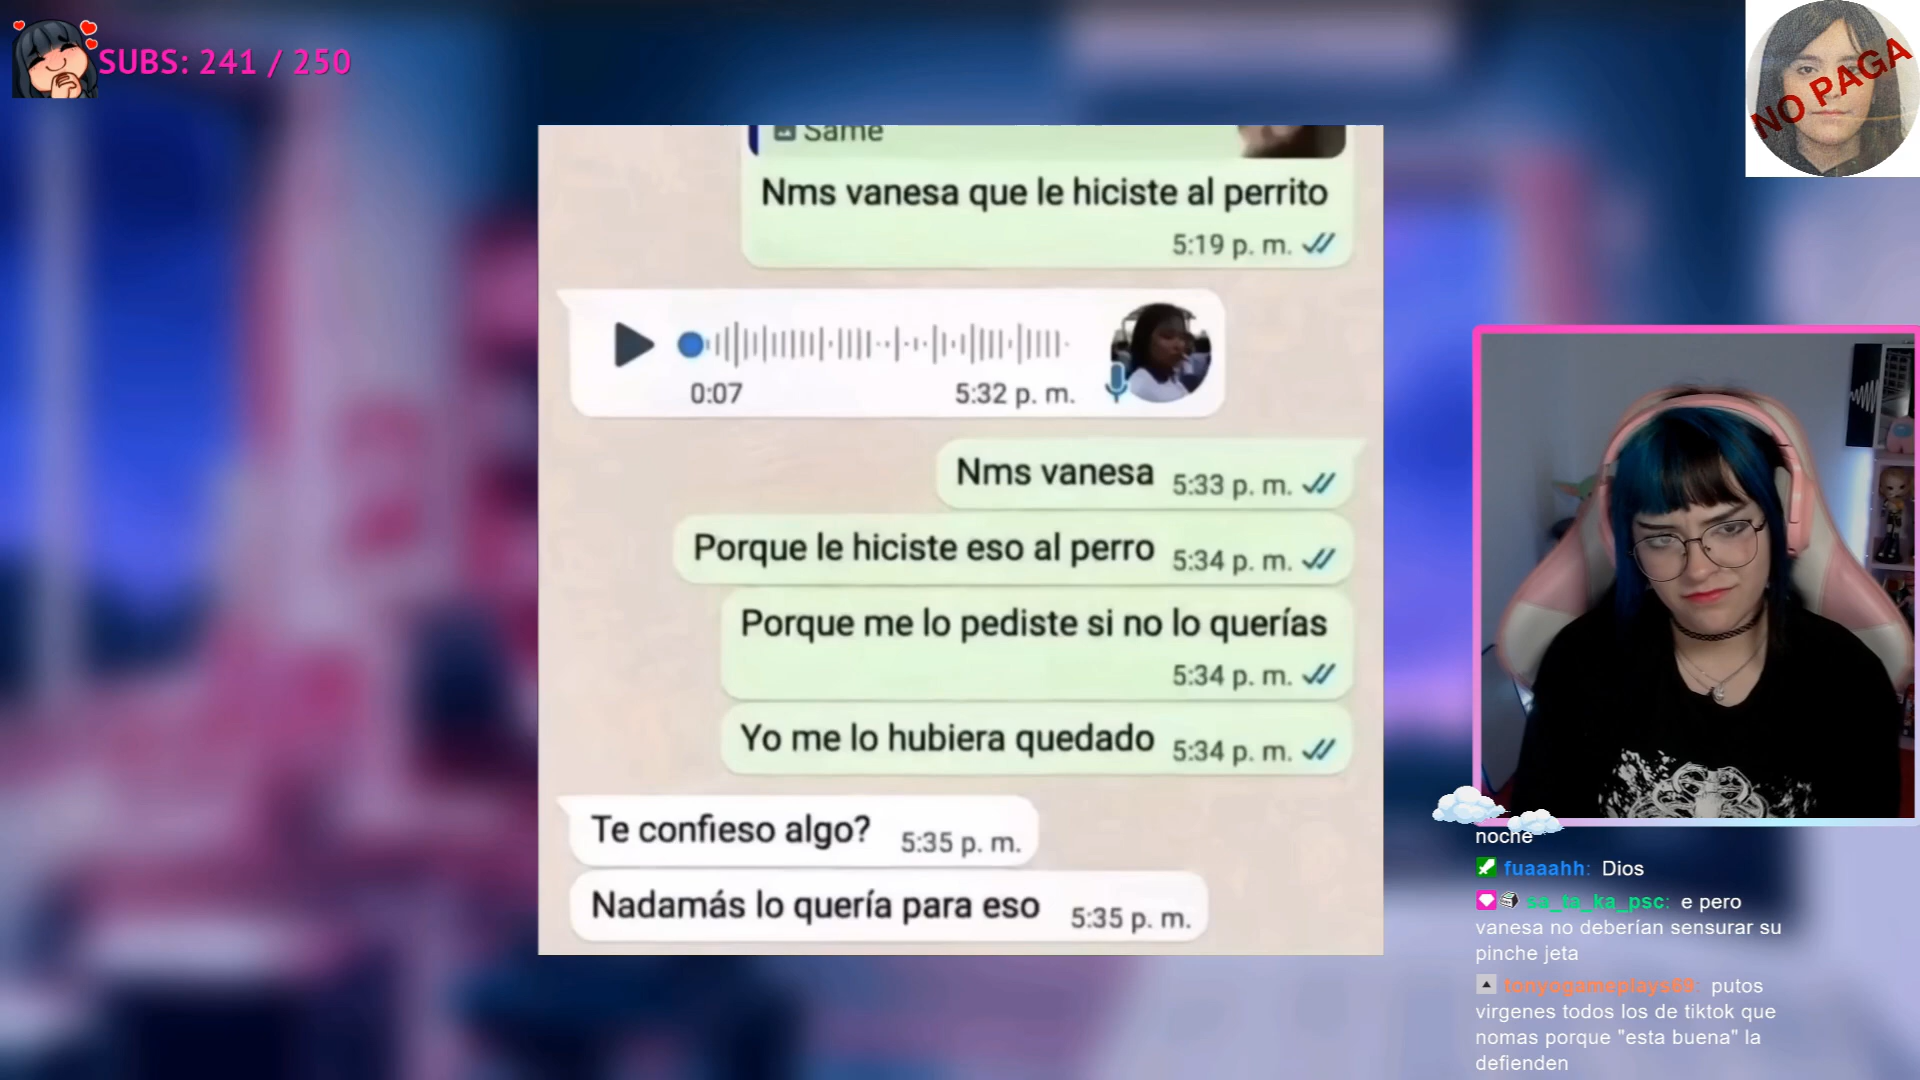 SUBS: 241 / 250
NO PAGA
Same
Nms vanesa que le hiciste al perrito
5:19 p. m.
0:07
5:32 p. m.
Nms vanesa 5:33 p. m.
Porque le hiciste eso al perro 5:34 p. m.
Porque me lo pediste si no lo querías
5:34 p. m.
Yo me lo hubiera quedado 5:34 p. m.
Te confieso algo? 5:35 p. m.
Nadamás lo quería para eso 5:35 p. m.
noche
fuaaahh: Dios
sa_ta_ka_psc: e pero
vanesa no deberían sensurar su
pinche jeta
tonyogameplays69: putos
virgenes todos los de tiktok que
nomas porque "esta buena" la
defienden